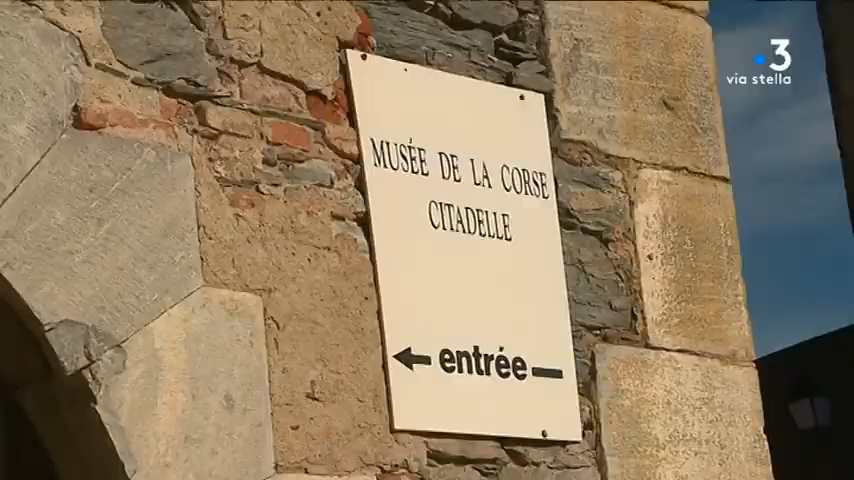 3
via stella
MUSÉE DE LA CORSE
CITADELLE
entrée